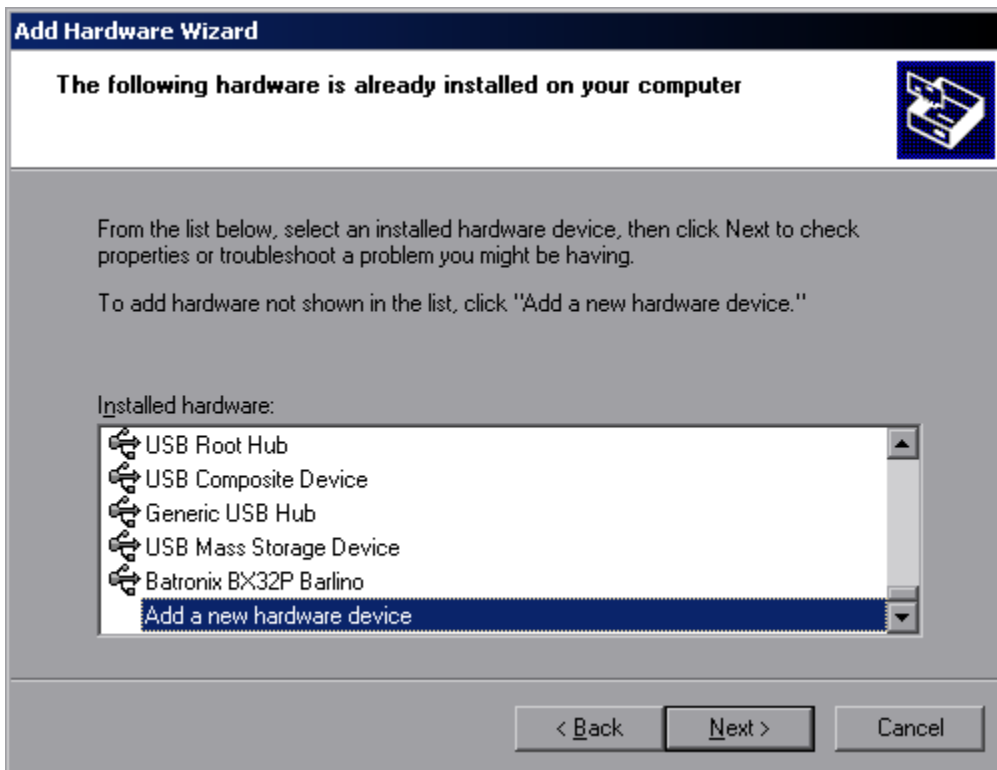 Add Hardware Wizard
The following hardware is already installed on your computer
From the list below, select an installed hardware device, then click Next to check
properties or troubleshoot a problem you might be having.
To add hardware not shown in the list, click "Add a new hardware device."
Installed hardware:
USB Root Hub
USB Composite Device
Generic USB Hub
USB Mass Storage Device
Batronix BX32P Barlino
Add a new hardware device
< Back
Next >
Cancel